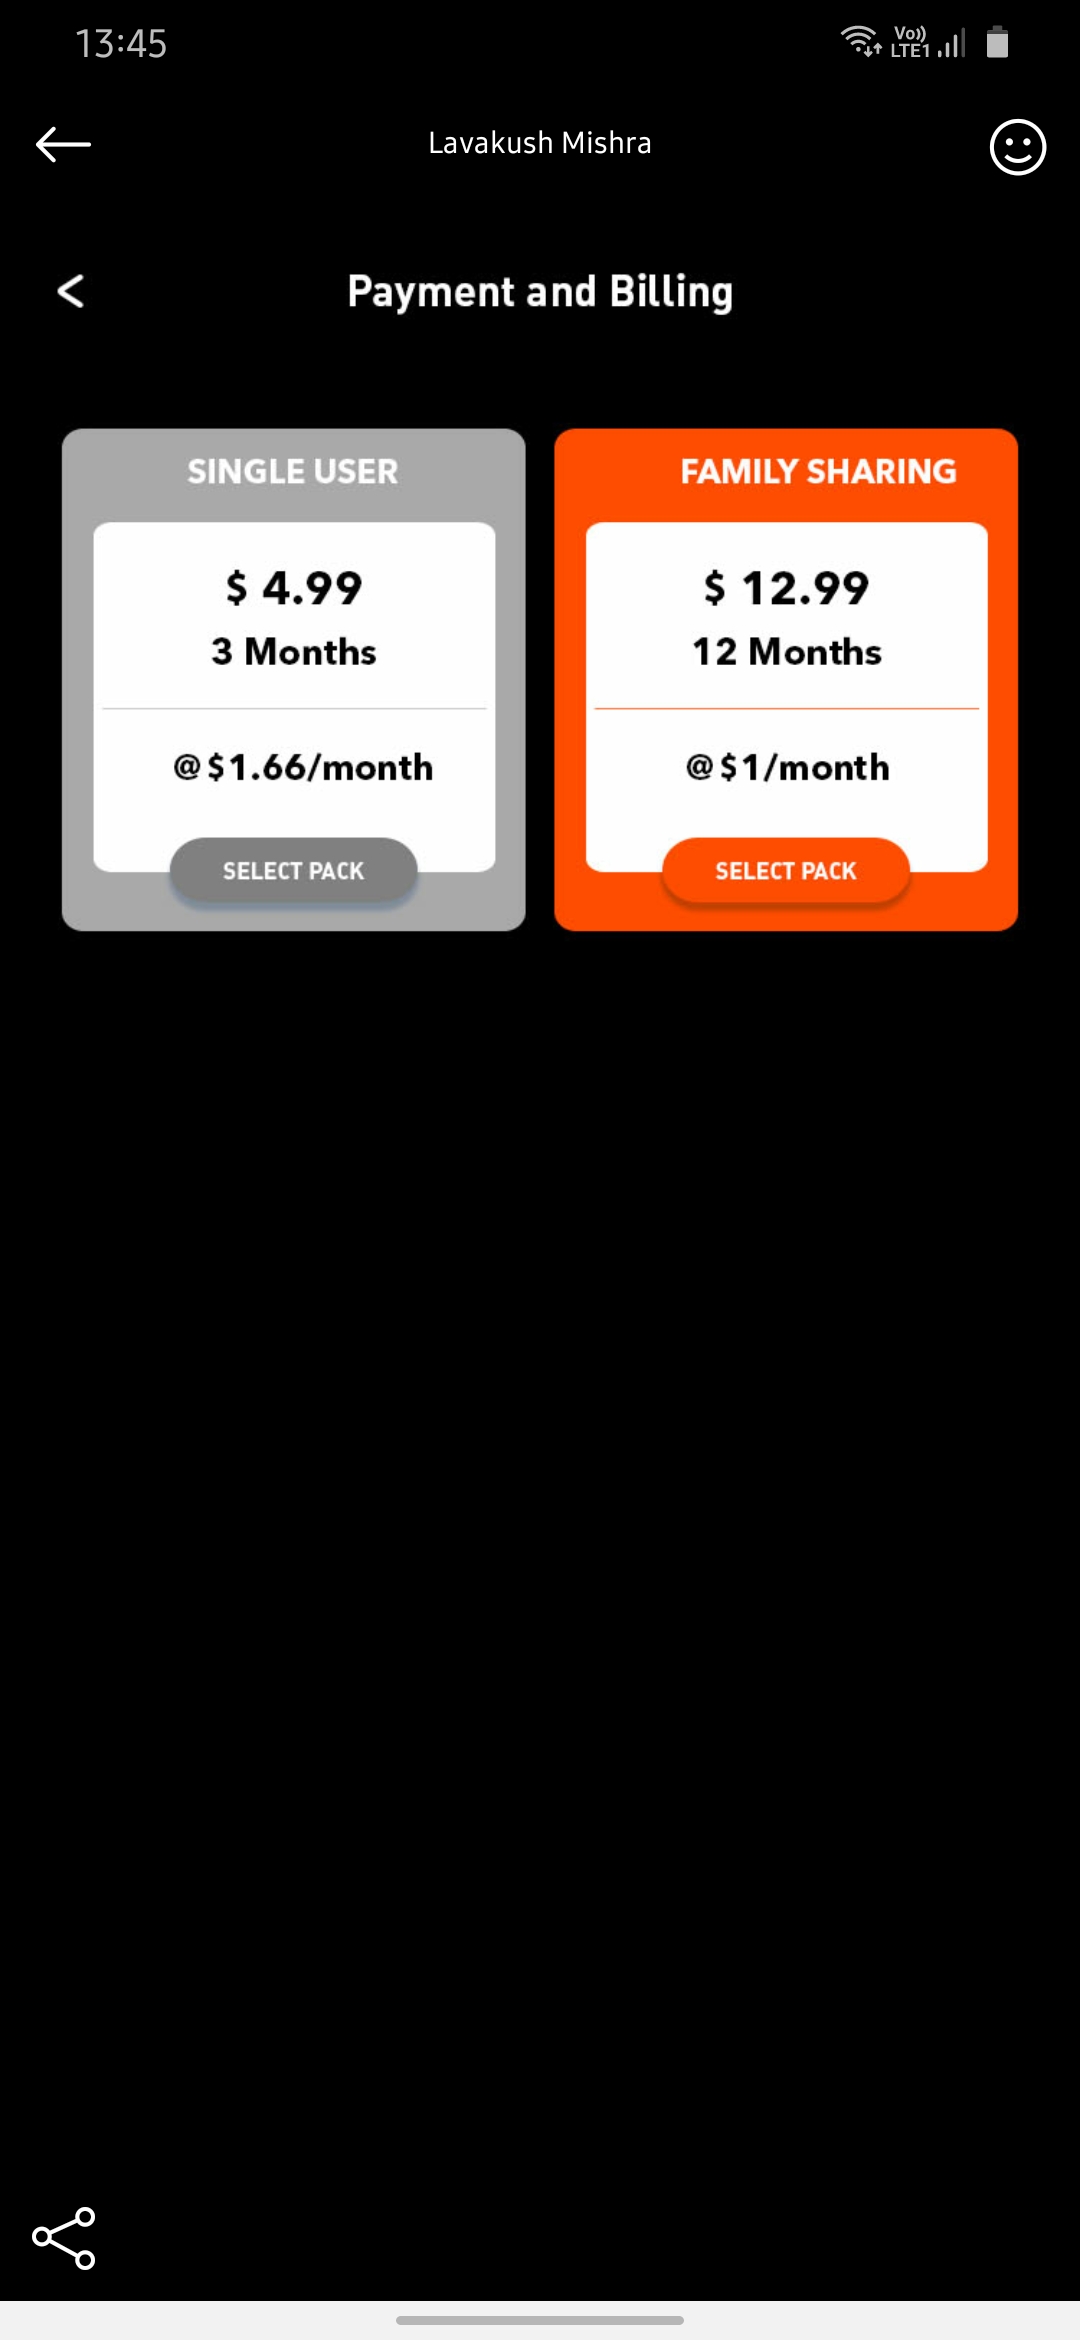 13:45
Vo))
LTE1
Lavakush Mishra
< Payment and Billing
SINGLE USER
$ 4.99
3 Months
@$1.66/month
SELECT PACK
FAMILY SHARING
$ 12.99
12 Months
@$1/month
SELECT PACK